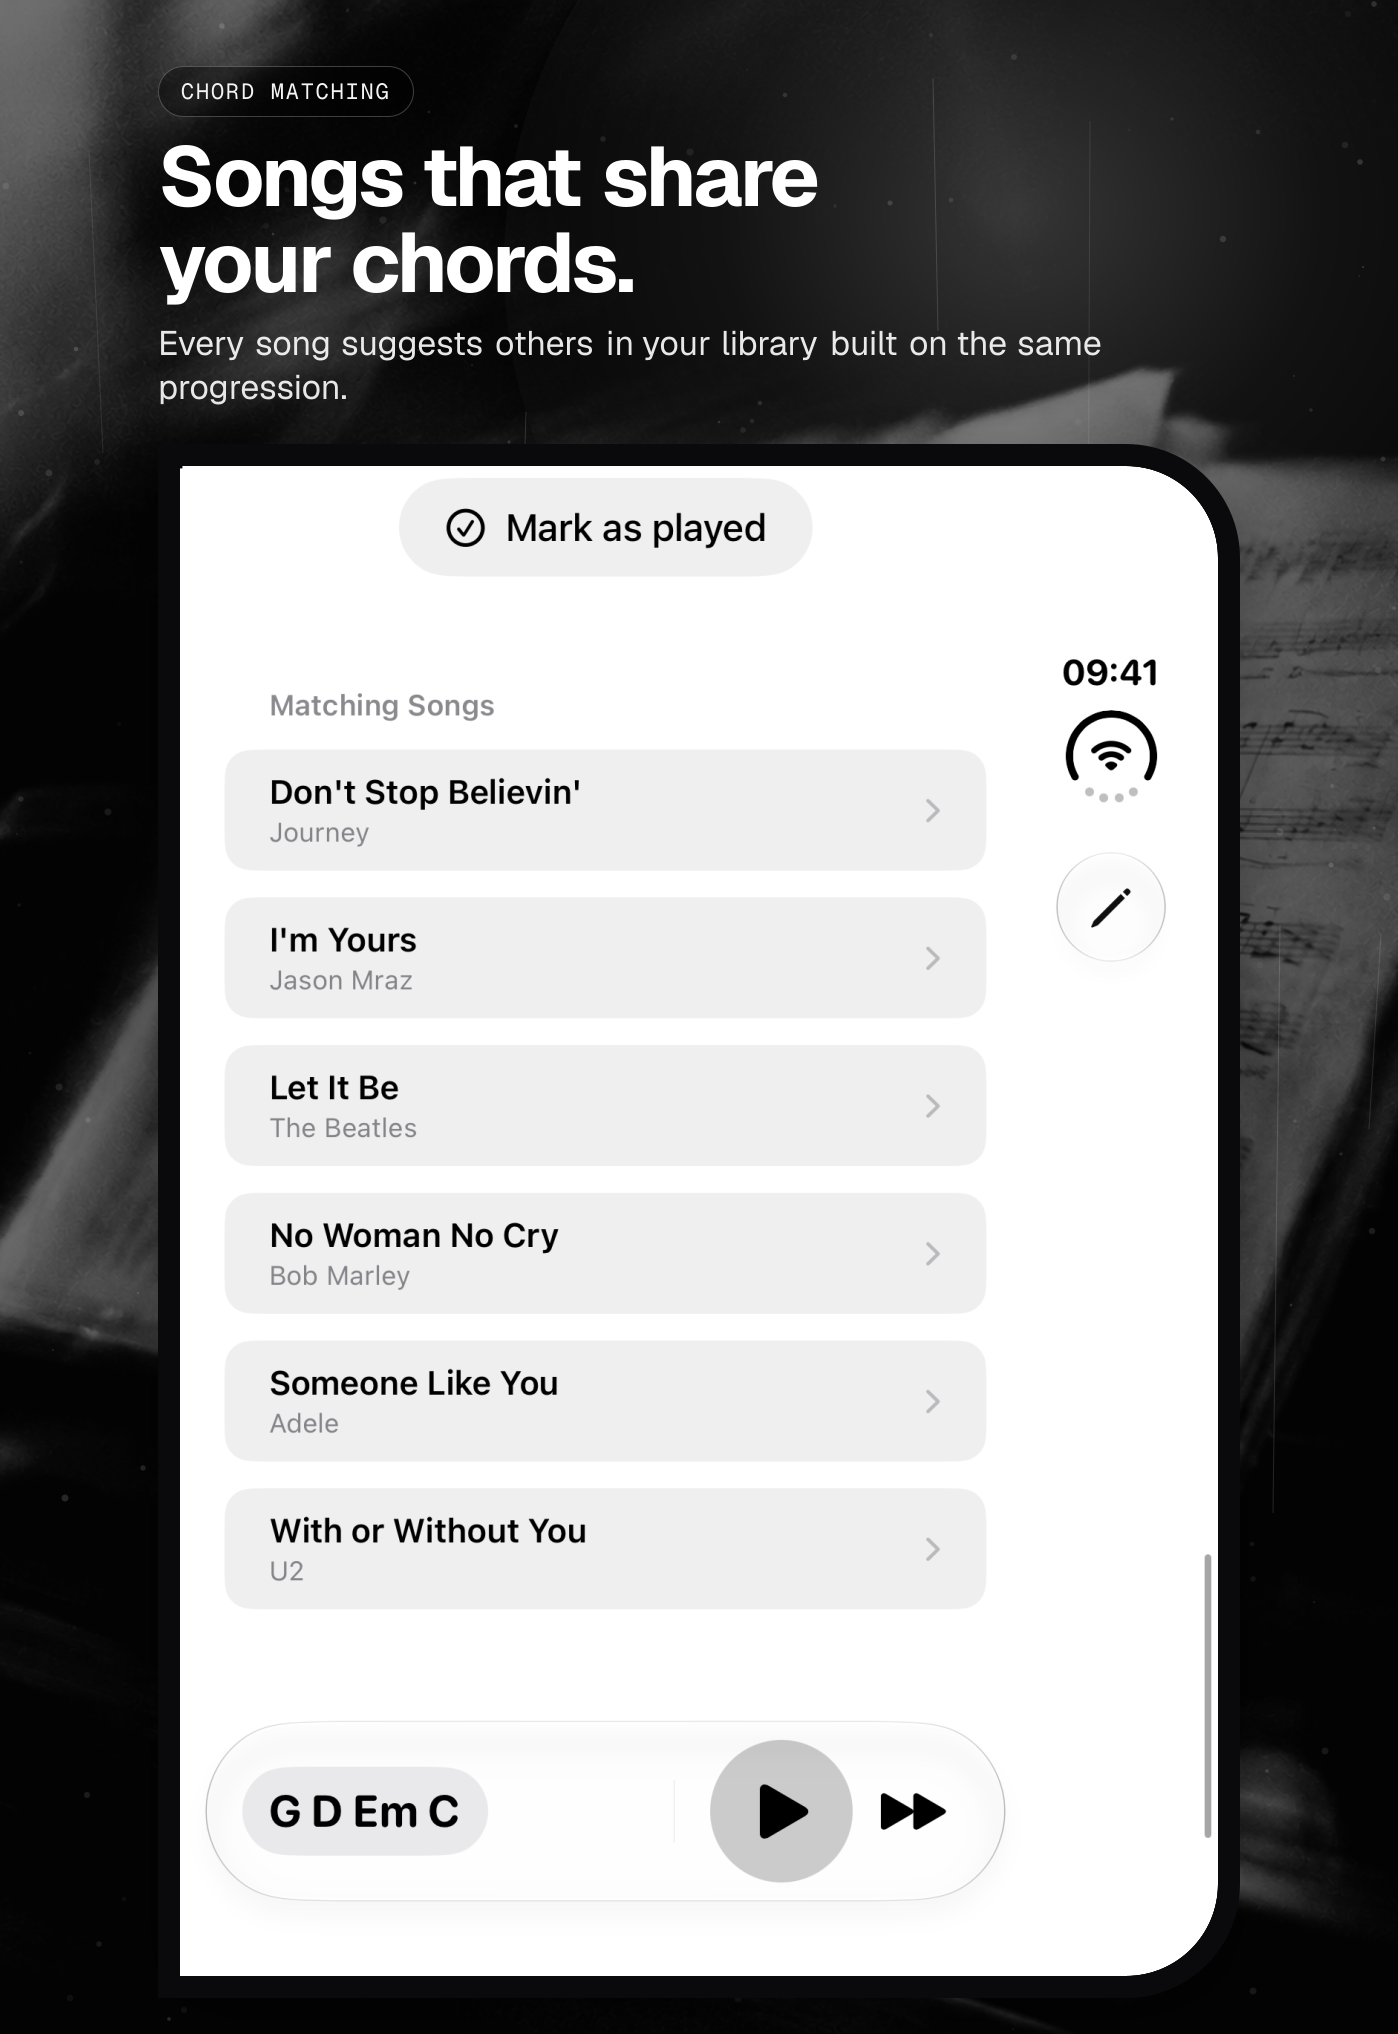 CHORD MATCHING
Songs that share
your chords.
Every song suggests others in your library built on the same
progression.
Mark as played
09:41
Matching Songs
Don't Stop Believin'
Journey
I'm Yours
Jason Mraz
Let It Be
The Beatles
No Woman No Cry
Bob Marley
Someone Like You
Adele
With or Without You
U2
G D Em C